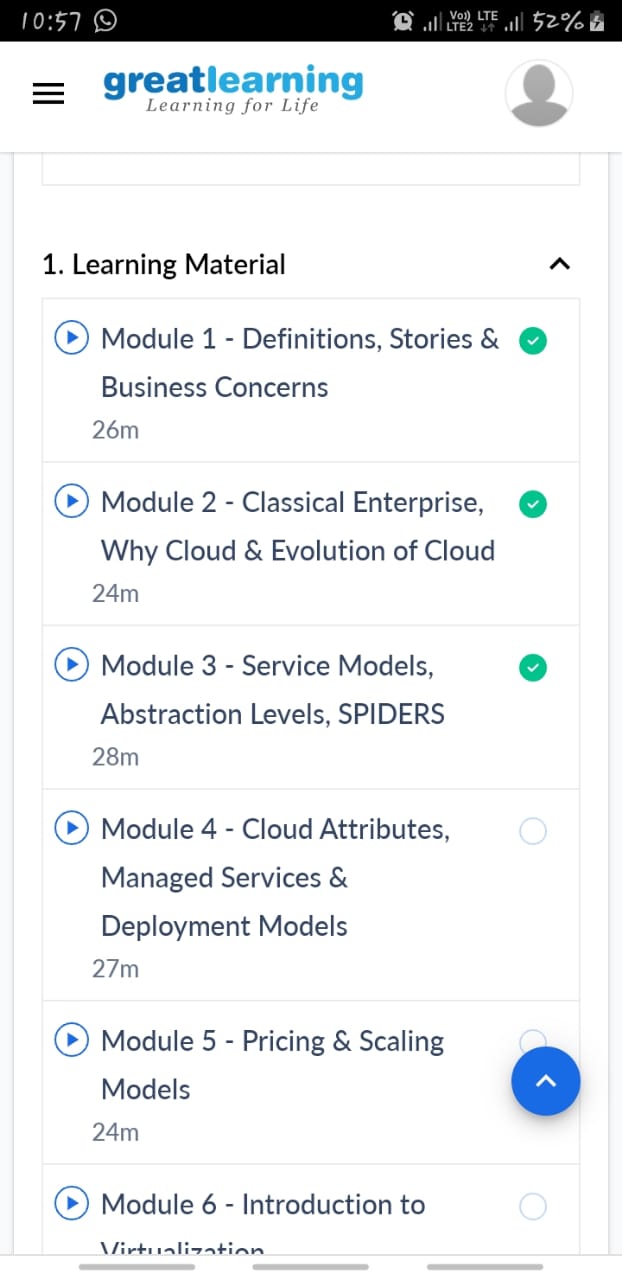 10:57 VoD LTE 52%
LTE2
greatlearning
Learning for Life
1. Learning Material
Module 1 - Definitions, Stories &
Business Concerns
26m
Module 2 - Classical Enterprise,
Why Cloud & Evolution of Cloud
24m
Module 3 - Service Models,
Abstraction Levels, SPIDERS
28m
Module 4 - Cloud Attributes,
Managed Services &
Deployment Models
27m
Module 5 - Pricing & Scaling
Models
24m
Module 6 - Introduction to
Virtualization